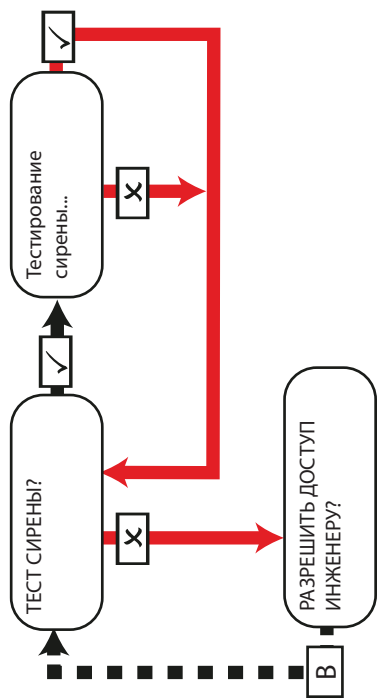 ТЕСТ СИРЕНЫ?
✓
Тестирование
сирены...
✓
X
X
В
РАЗРЕШИТЬ ДОСТУП
ИНЖЕНЕРУ?